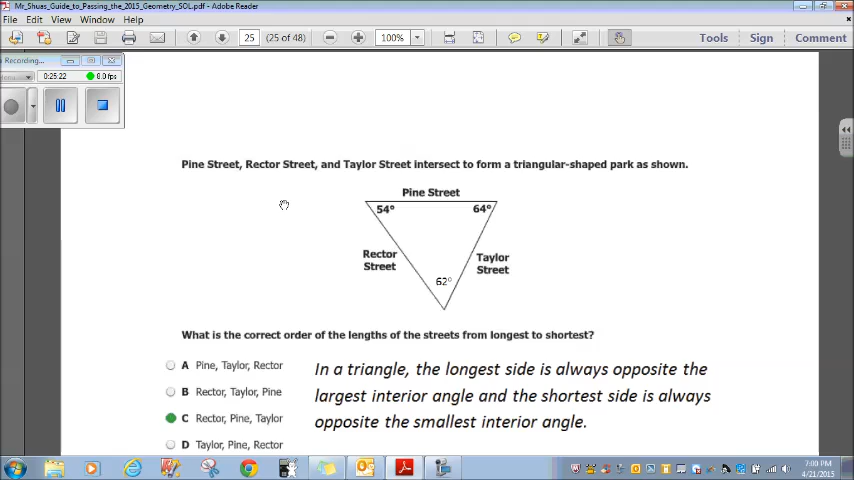 Mr_Shuas_Guide_to_Passing_the_2015_Geometry_SOL.pdf - Adobe Reader
File Edit View Window Help
25 (25 of 48) 100% Tools Sign Comment
Recording...
0:25:22 0.0 fps
Pine Street, Rector Street, and Taylor Street intersect to form a triangular-shaped park as shown.
Pine Street
54° 64°
Rector
Street
Taylor
Street
62°
What is the correct order of the lengths of the streets from longest to shortest?
A Pine, Taylor, Rector
B Rector, Taylor, Pine
C Rector, Pine, Taylor
D Taylor, Pine, Rector
In a triangle, the longest side is always opposite the
largest interior angle and the shortest side is always
opposite the smallest interior angle.
7:00 PM
4/21/2015